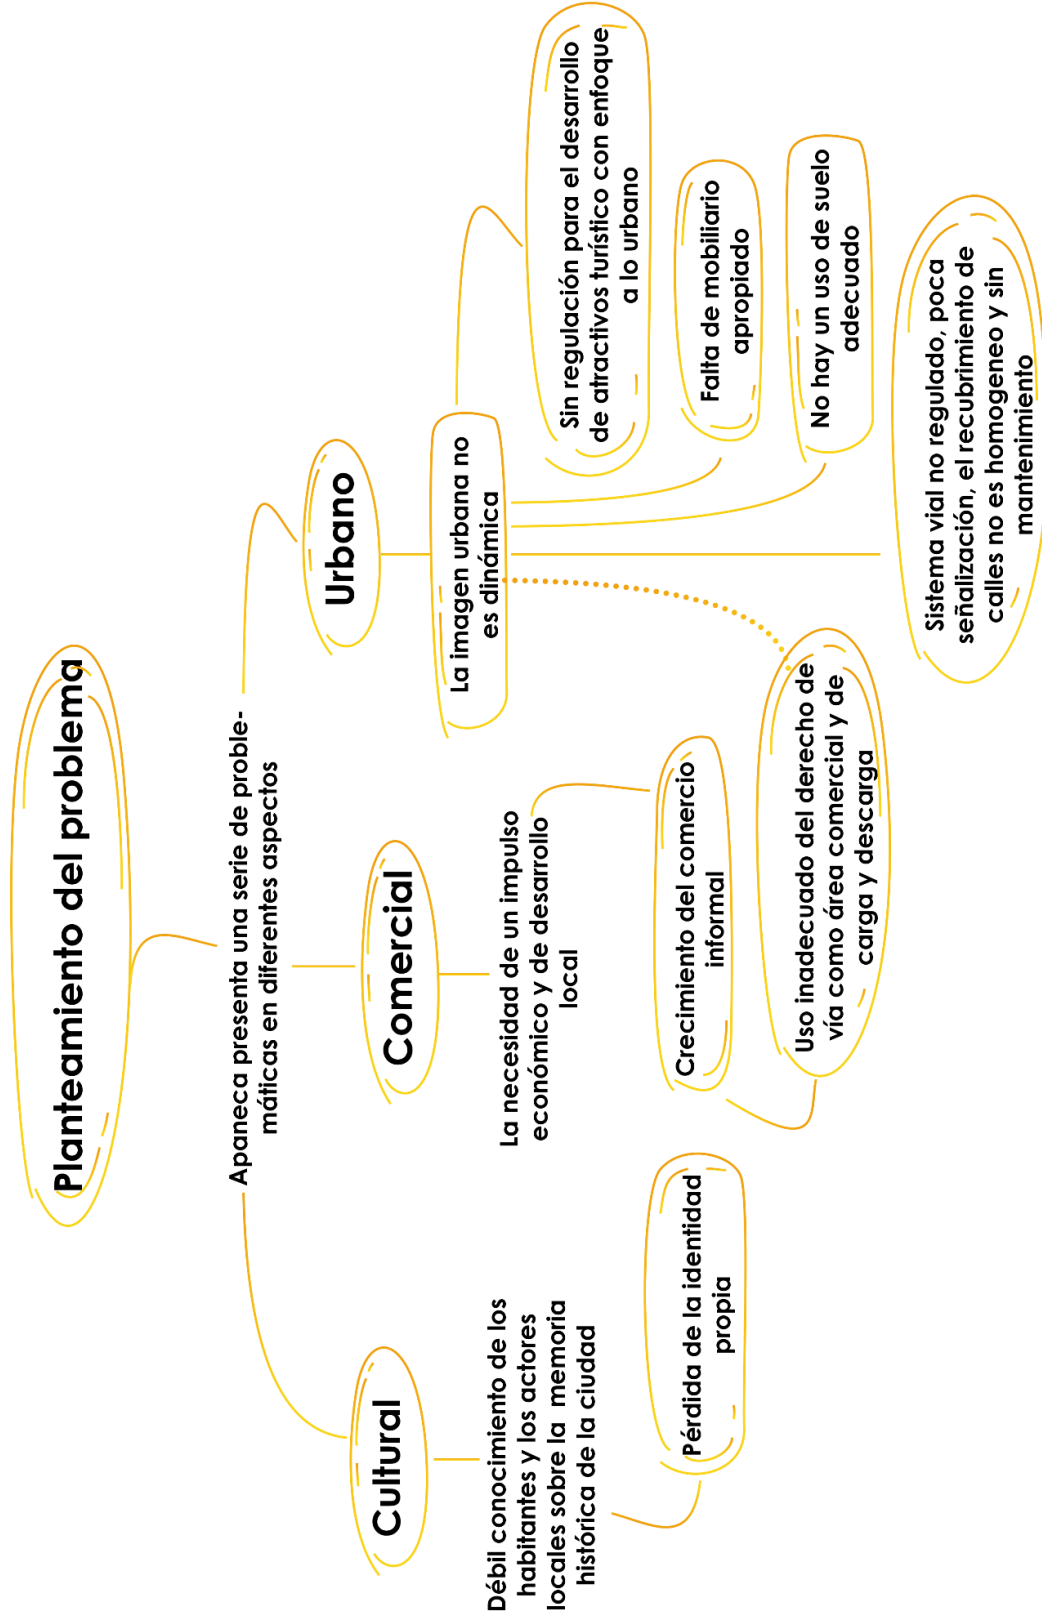 Planteamiento del problema
Apaneca presenta una serie de proble-
máticas en diferentes aspectos
Cultural
Débil conocimiento de los
habitantes y los actores
locales sobre la memoria
histórica de la ciudad
Pérdida de la identidad
propia
Comercial
La necesidad de un impulso
económico y de desarrollo
local
Crecimiento del comercio
informal
Uso inadecuado del derecho de
vía como área comercial y de
carga y descarga
Urbano
La imagen urbana no
es dinámica
Sin regulación para el desarrollo
de atractivos turístico con enfoque
a lo urbano
Falta de mobiliario
apropiado
No hay un uso de suelo
adecuado
Sistema vial no regulado, poca
señalización, el recubrimiento de
calles no es homogeneo y sin
mantenimiento